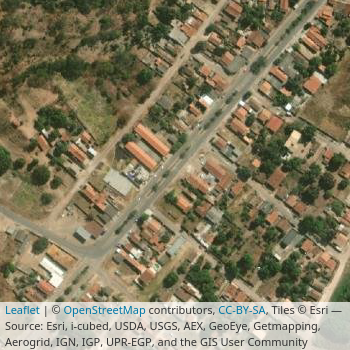 Leaflet | © OpenStreetMap contributors, CC-BY-SA, Tiles © Esri —
Source: Esri, i-cubed, USDA, USGS, AEX, GeoEye, Getmapping,
Aerogrid, IGN, IGP, UPR-EGP, and the GIS User Community